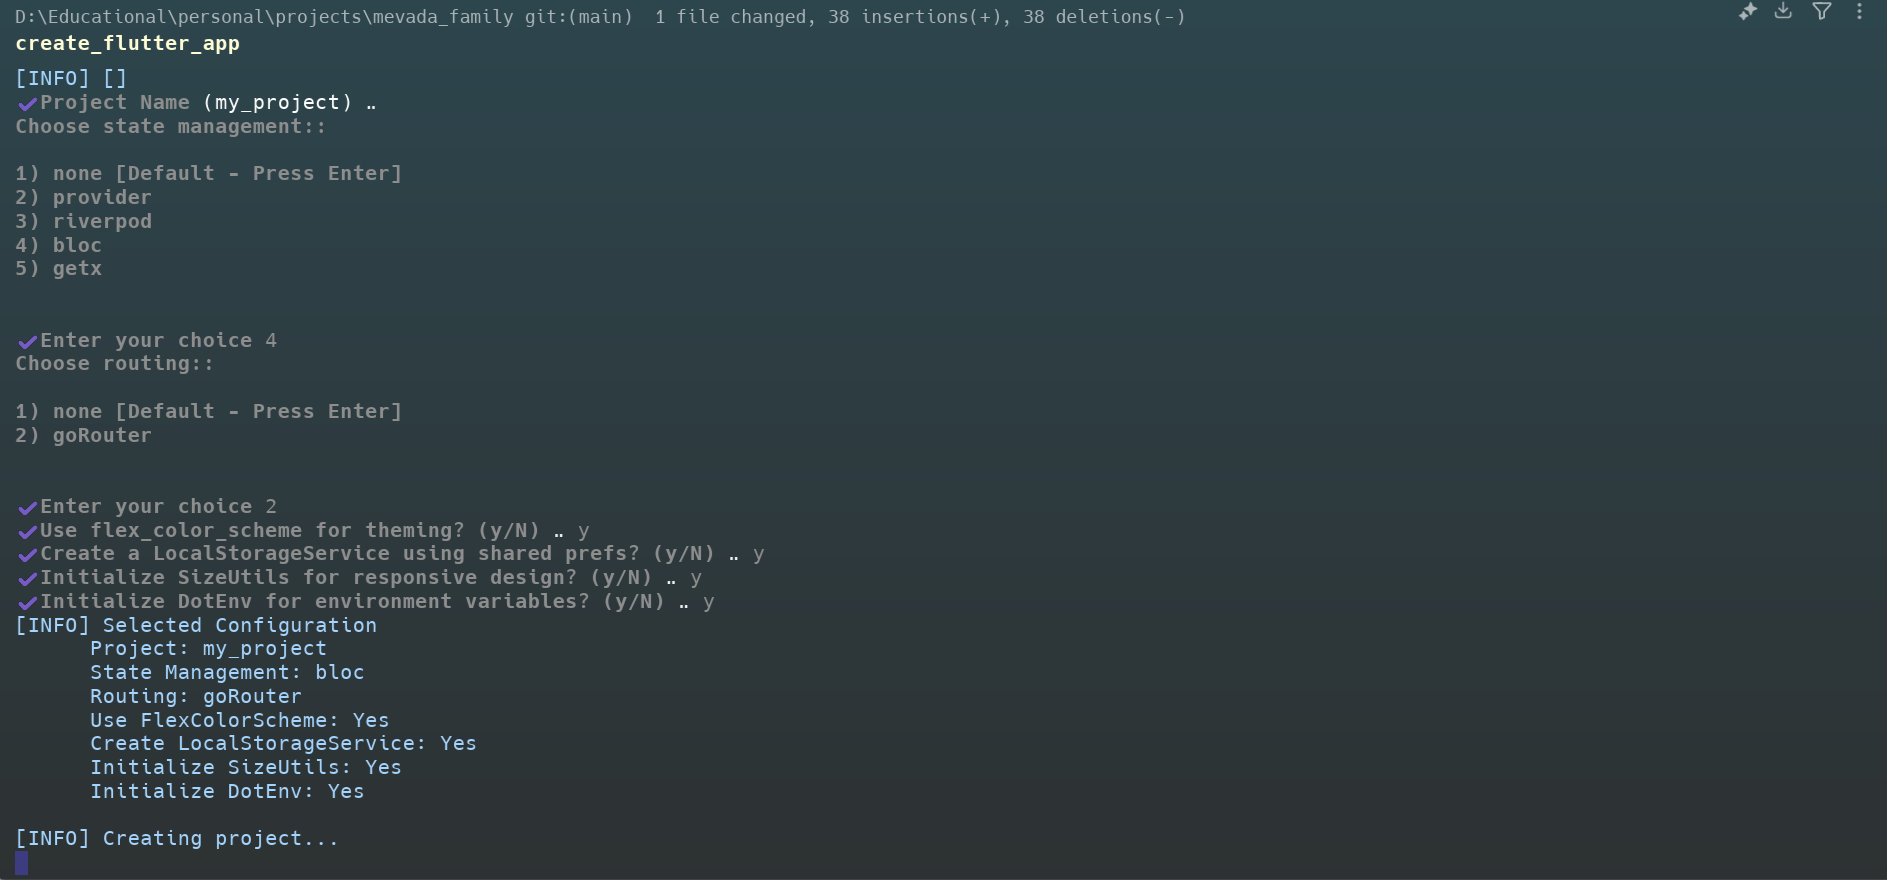 D:\Educational\personal\projects\mevada_family git:(main)  1 file changed, 38 insertions(+), 38 deletions(-)
create_flutter_app
[INFO] []
✔Project Name (my_project) ‥
Choose state management::
1) none [Default - Press Enter]
2) provider
3) riverpod
4) bloc
5) getx
✔Enter your choice 4
Choose routing::
1) none [Default - Press Enter]
2) goRouter
✔Enter your choice 2
✔Use flex_color_scheme for theming? (y/N) ‥ y
✔Create a LocalStorageService using shared prefs? (y/N) ‥ y
✔Initialize SizeUtils for responsive design? (y/N) ‥ y
✔Initialize DotEnv for environment variables? (y/N) ‥ y
[INFO] Selected Configuration
Project: my_project
State Management: bloc
Routing: goRouter
Use FlexColorScheme: Yes
Create LocalStorageService: Yes
Initialize SizeUtils: Yes
Initialize DotEnv: Yes
[INFO] Creating project...